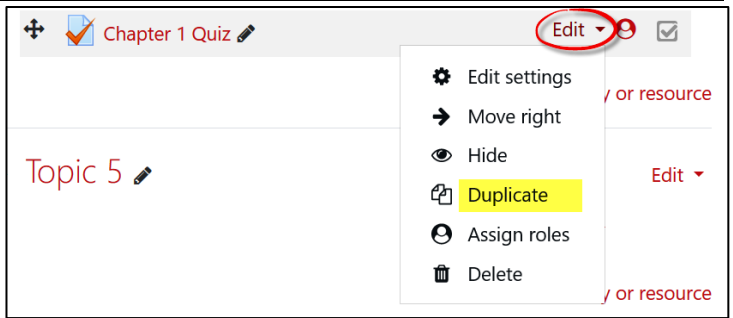 Chapter 1 Quiz Edit
Edit settings
y or resource
Move right
Hide
Topic 5 Edit
Duplicate
Assign roles
Delete
y or resource